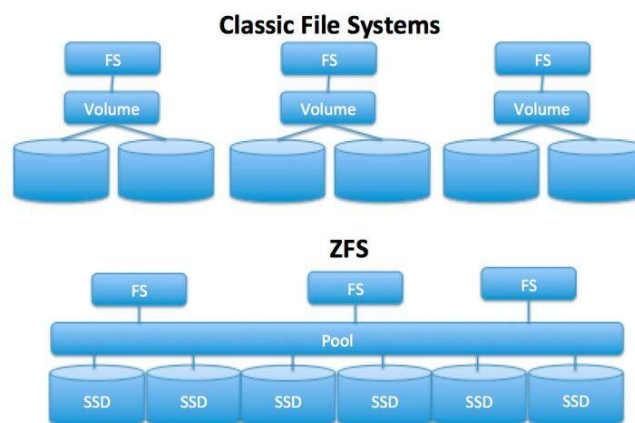 Classic File Systems
FS FS FS
Volume Volume Volume
ZFS
FS FS FS
Pool
SSD SSD SSD SSD SSD SSD